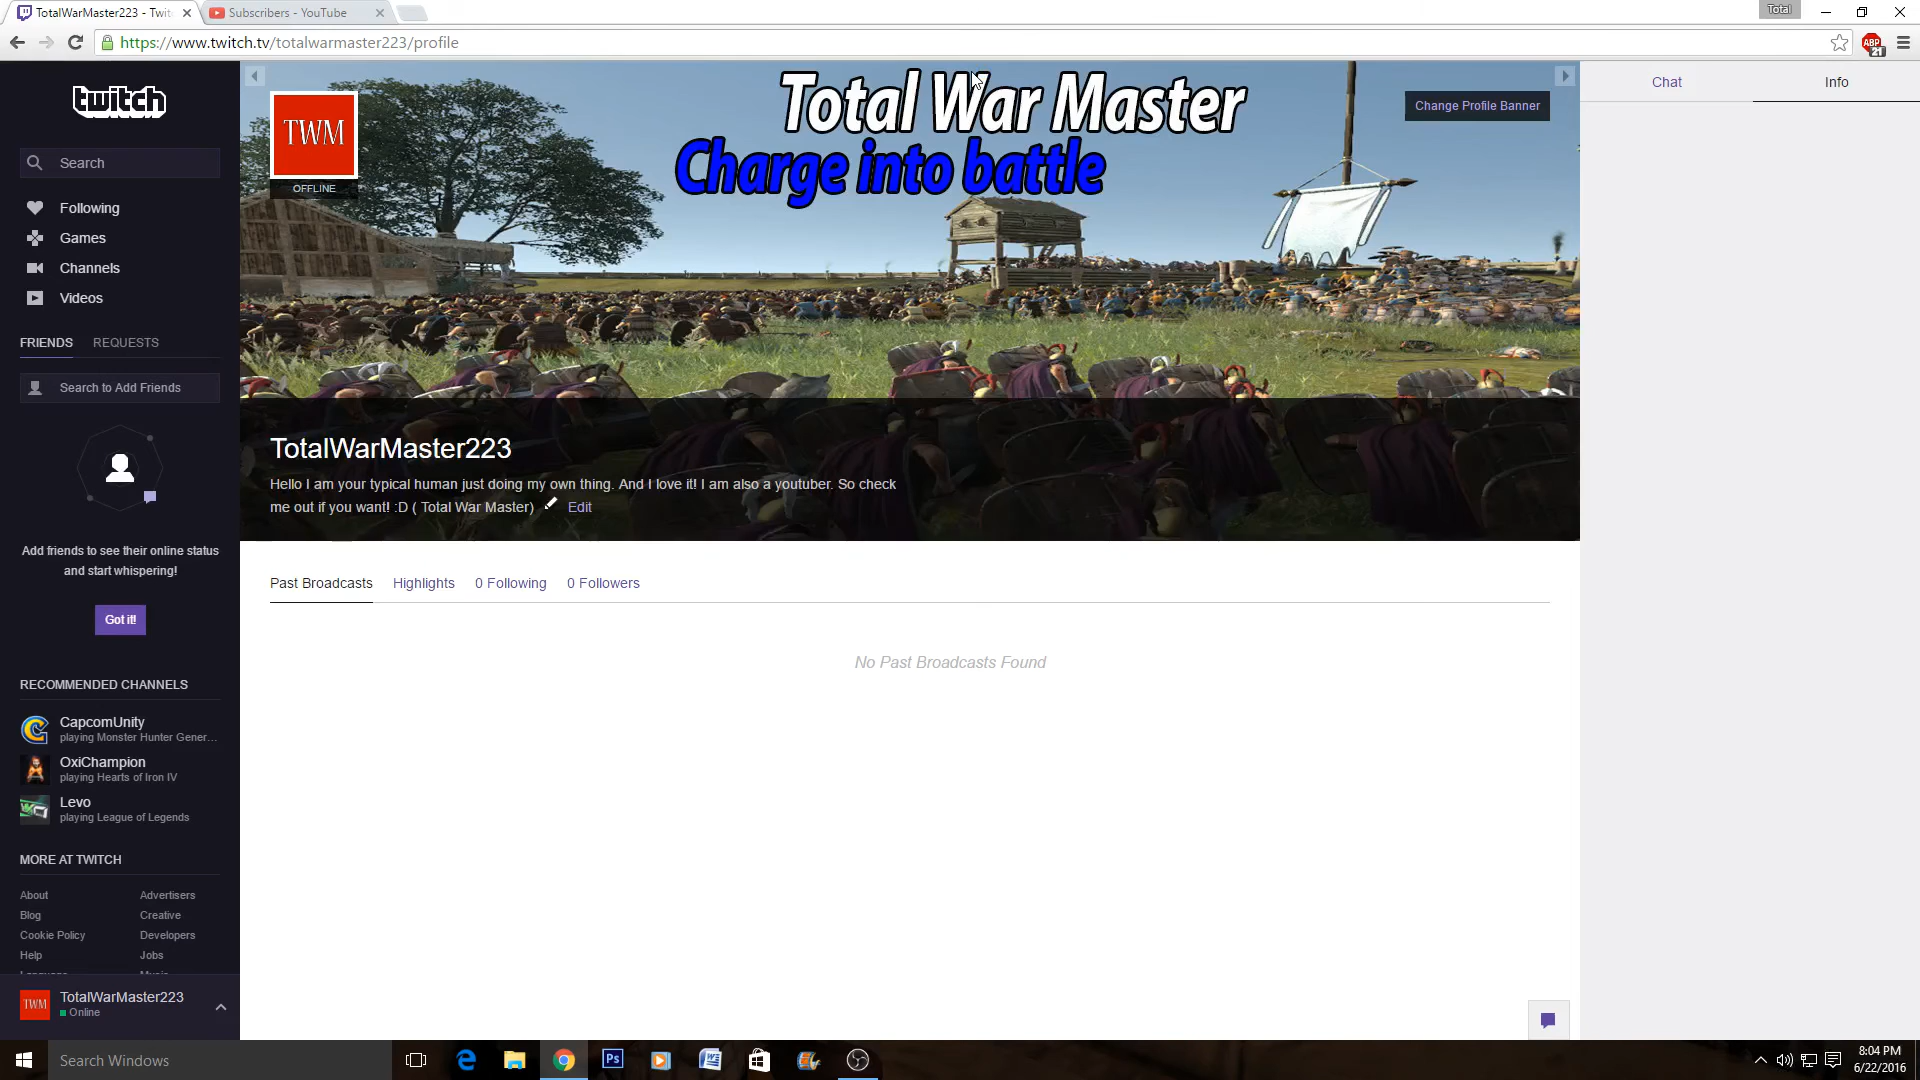 TotalWarMaster223 - Twit
Subscribers - YouTube
Total
https://www.twitch.tv/totalwarmaster223/profile
ABP
21
twitch
Search
Following
Games
Channels
Videos
FRIENDS
REQUESTS
Search to Add Friends
Add friends to see their online status
and start whispering!
Got it!
RECOMMENDED CHANNELS
CapcomUnity
playing Monster Hunter Gener...
OxiChampion
playing Hearts of Iron IV
Levo
playing League of Legends
MORE AT TWITCH
About
Advertisers
Blog
Creative
Cookie Policy
Developers
Help
Jobs
TWM
TotalWarMaster223
Online
TWM
OFFLINE
Total War Master
Charge into battle
Change Profile Banner
TotalWarMaster223
Hello I am your typical human just doing my own thing. And I love it! I am also a youtuber. So check
me out if you want! :D ( Total War Master)
Edit
Past Broadcasts
Highlights
0 Following
0 Followers
No Past Broadcasts Found
Chat
Info
Search Windows
Ps
8:04 PM
6/22/2016